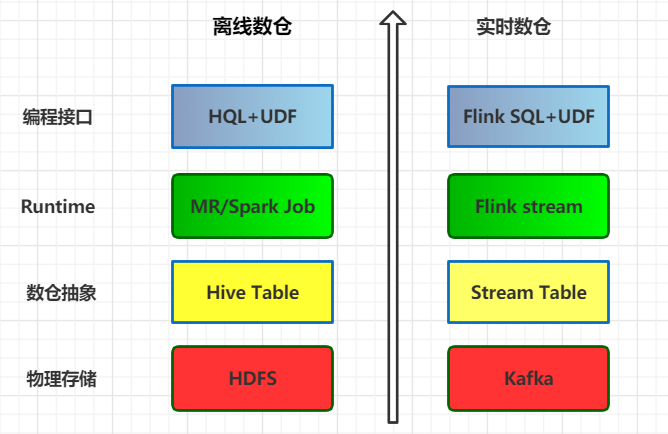 离线数仓 实时数仓
编程接口 HQL+UDF Flink SQL+UDF
Runtime MR/Spark Job Flink stream
数仓抽象 Hive Table Stream Table
物理存储 HDFS Kafka